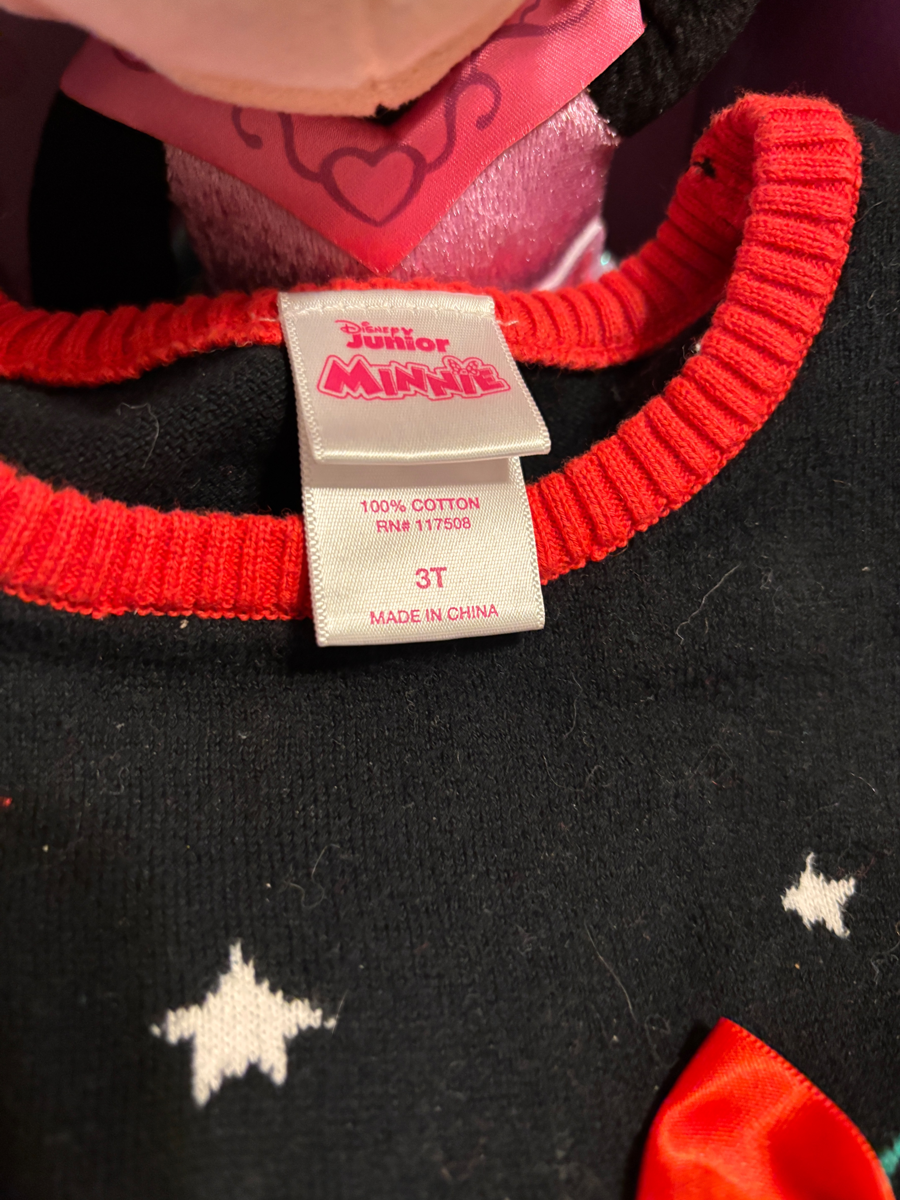 Disney
Junior
MINNIE
100% COTTON
RN# 117508
3T
MADE IN CHINA